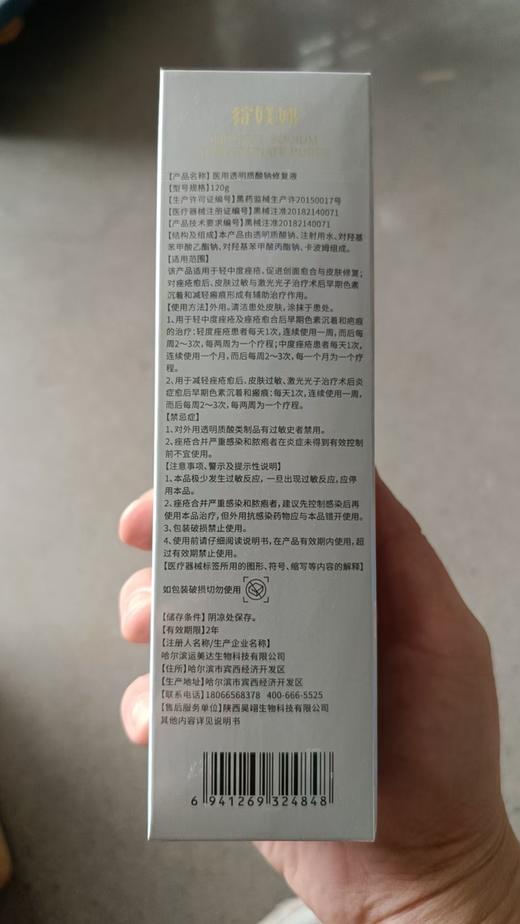 【产品名称】医用透明质酸钠修复液
【型号规格】120g
【生产许可证编号】黑药监械生产许20150017号
【医疗器械注册证编号】黑械注准20182140071
【产品技术要求编号】黑械注准20182140071
【结构及组成】本产品由透明质酸钠、注射用水、对羟基
苯甲酸乙酯钠、对羟基苯甲酸丙酯钠、卡波姆组成。
【适用范围】
该产品适用于轻中度痤疮、促进创面愈合与皮肤修复;
对痤疮愈后、皮肤过敏与激光光子治疗术后早期色素
沉着和减轻瘢痕形成有辅助治疗作用。
【使用方法】外用。清洁患处皮肤,涂抹于患处。
1、用于轻中度痤疮及痤疮愈合后早期色素沉着和疤痕
的治疗:轻度痤疮患者每天1次,连续使用一周,而后每
周2~3次,每两周为一个疗程;中度痤疮患者每天1次,
连续使用一个月,而后每周2~3次,每一个月为一个疗
程。
2、用于减轻痤疮愈后、皮肤过敏、激光光子治疗术后炎
症愈后早期色素沉着和瘢痕:每天1次,连续使用一周,
而后每周2~3次,每两周为一个疗程。
【禁忌症】
1、对外用透明质酸类制品有过敏史者禁用。
2、痤疮合并严重感染和脓疱者在炎症未得到有效控制
前不宜使用。
【注意事项、警示及提示性说明】
1、本品极少发生过敏反应,一旦出现过敏反应,应停
用本品。
2、痤疮合并严重感染和脓疱者,建议先控制感染后再
使用本品治疗,但外用抗感染药物应与本品错开使用。
3、包装破损禁止使用。
4、使用前请仔细阅读说明书,在产品有效期内使用,超
过有效期禁止使用。
【医疗器械标签所用的图形、符号、缩写等内容的解释】
如包装破损切勿使用
【储存条件】阴凉处保存。
【有效期限】2年
【注册人名称/生产企业名称】
哈尔滨运美达生物科技有限公司
【住所】哈尔滨市宾西经济开发区
【生产地址】哈尔滨市宾西经济开发区
【联系电话】18066568378 400-666-5525
【售后服务单位】陕西昊翊生物科技有限公司
其他内容详见说明书
6 941269 324848